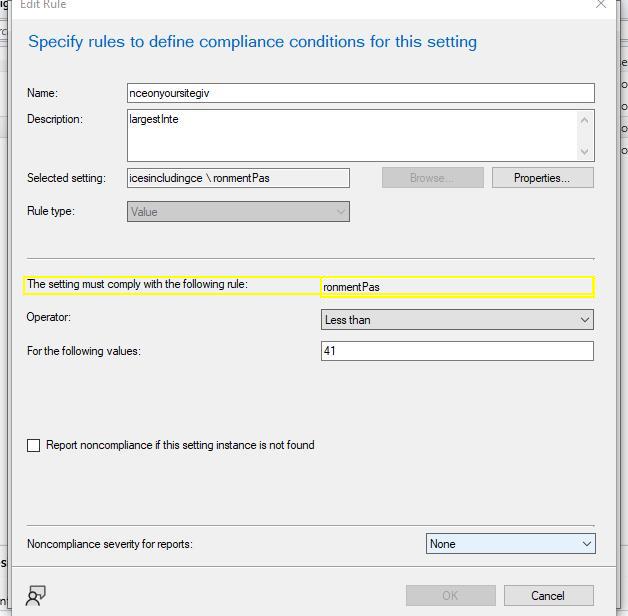 Edit Rule
Specify rules to define compliance conditions for this setting
Name: nceonyoursitegiv
Description: largestInte
Selected setting: icesincludingce \ ronmentPas Browse... Properties...
Rule type: Value
The setting must comply with the following rule: ronmentPas
Operator: Less than
For the following values: 41
Report noncompliance if this setting instance is not found
Noncompliance severity for reports: None
OK Cancel